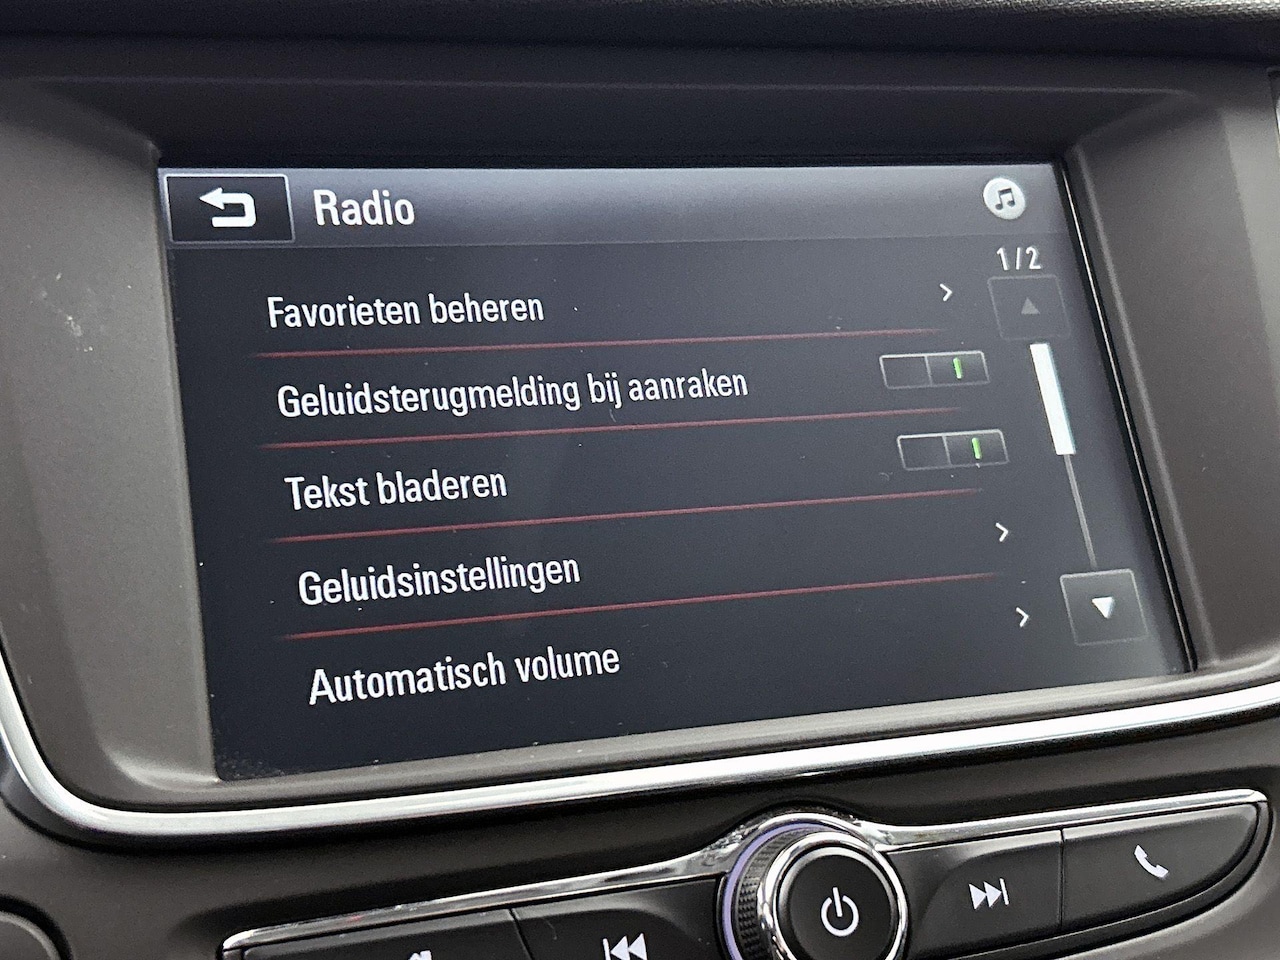 Radio
1/2
Favorieten beheren
Geluidsterugmelding bij aanraken
Tekst bladeren
Geluidsinstellingen
Automatisch volume